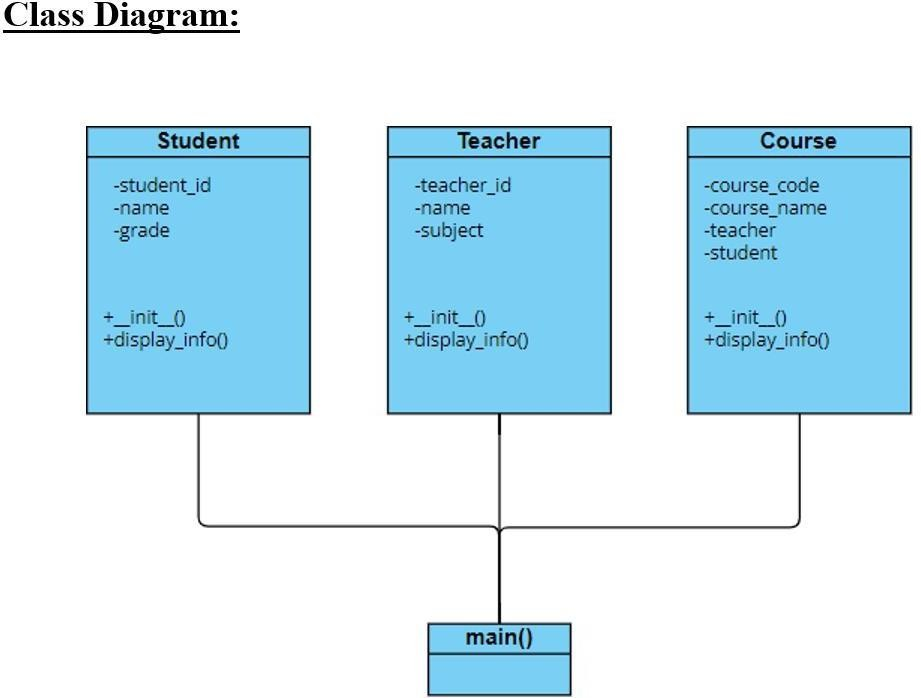 Class Diagram:
Student
-student_id
-name
-grade
+__init__()
+display_info()
Teacher
-teacher_id
-name
-subject
+__init__()
+display_info()
Course
-course_code
-course_name
-teacher
-student
+__init__()
+display_info()
main()